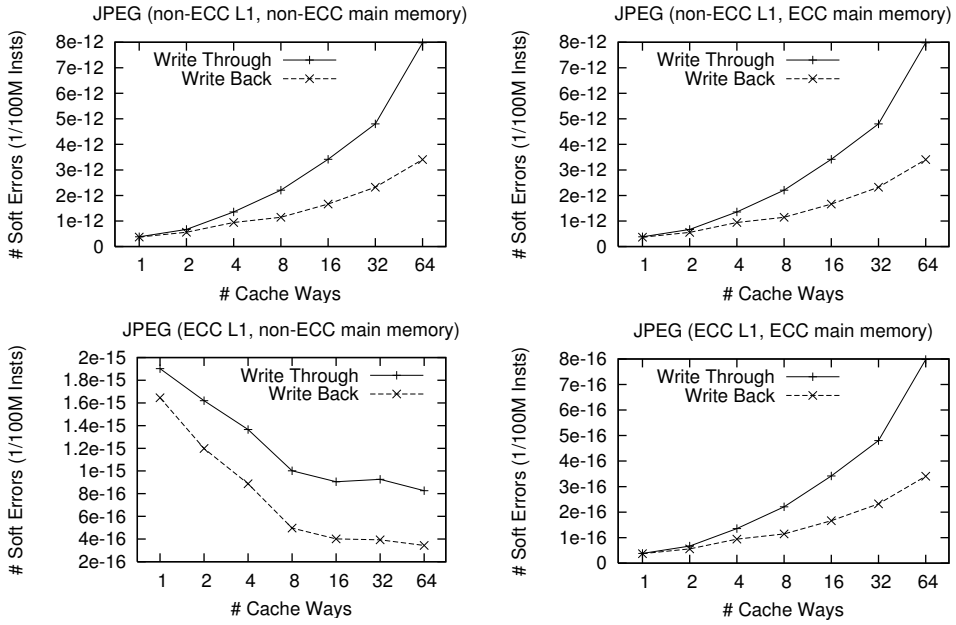 JPEG (non-ECC L1, non-ECC main memory)
# Soft Errors (1/100M Insts)
8e-12
7e-12
6e-12
5e-12
4e-12
3e-12
2e-12
1e-12
0
Write Through
Write Back
1 2 4 8 16 32 64
# Cache Ways
JPEG (non-ECC L1, ECC main memory)
# Soft Errors (1/100M Insts)
8e-12
7e-12
6e-12
5e-12
4e-12
3e-12
2e-12
1e-12
0
Write Through
Write Back
1 2 4 8 16 32 64
# Cache Ways
JPEG (ECC L1, non-ECC main memory)
# Soft Errors (1/100M Insts)
2e-15
1.8e-15
1.6e-15
1.4e-15
1.2e-15
1e-15
8e-16
6e-16
4e-16
2e-16
Write Through
Write Back
1 2 4 8 16 32 64
# Cache Ways
JPEG (ECC L1, ECC main memory)
# Soft Errors (1/100M Insts)
8e-16
7e-16
6e-16
5e-16
4e-16
3e-16
2e-16
1e-16
0
Write Through
Write Back
1 2 4 8 16 32 64
# Cache Ways